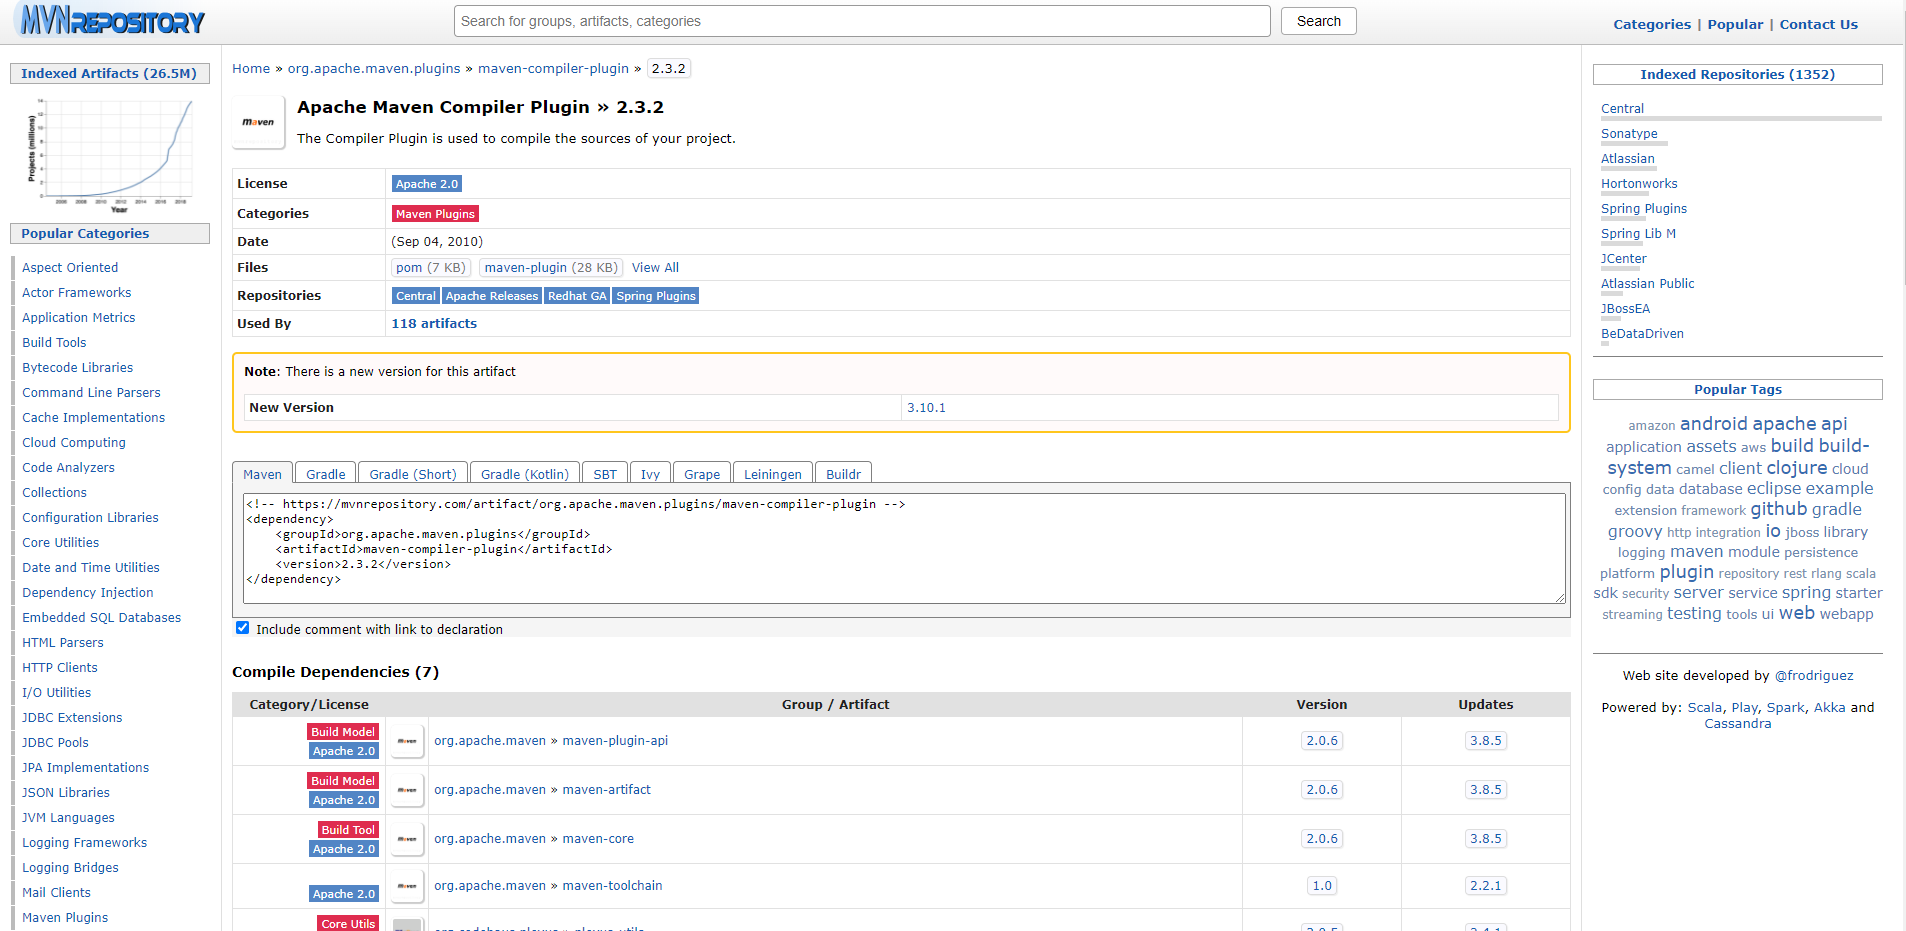 MVNREPOSITORY
Search for groups, artifacts, categories
Search
Categories | Popular | Contact Us
Indexed Artifacts (26.5M)
Projects (millions)
Year
Popular Categories
Aspect Oriented
Actor Frameworks
Application Metrics
Build Tools
Bytecode Libraries
Command Line Parsers
Cache Implementations
Cloud Computing
Code Analyzers
Collections
Configuration Libraries
Core Utilities
Date and Time Utilities
Dependency Injection
Embedded SQL Databases
HTML Parsers
HTTP Clients
I/O Utilities
JDBC Extensions
JDBC Pools
JPA Implementations
JSON Libraries
JVM Languages
Logging Frameworks
Logging Bridges
Mail Clients
Maven Plugins
Home » org.apache.maven.plugins » maven-compiler-plugin » 2.3.2
maven
Apache Maven Compiler Plugin » 2.3.2
The Compiler Plugin is used to compile the sources of your project.
License Apache 2.0
Categories Maven Plugins
Date (Sep 04, 2010)
Files pom (7 KB) maven-plugin (28 KB) View All
Repositories Central Apache Releases Redhat GA Spring Plugins
Used By 118 artifacts
Note: There is a new version for this artifact
New Version 3.10.1
Maven Gradle Gradle (Short) Gradle (Kotlin) SBT Ivy Grape Leiningen Buildr
<!-- https://mvnrepository.com/artifact/org.apache.maven.plugins/maven-compiler-plugin -->
<dependency>
<groupId>org.apache.maven.plugins</groupId>
<artifactId>maven-compiler-plugin</artifactId>
<version>2.3.2</version>
</dependency>
Include comment with link to declaration
Compile Dependencies (7)
Category/License Group / Artifact Version Updates
Build Model
Apache 2.0
maven
org.apache.maven » maven-plugin-api 2.0.6 3.8.5
Build Model
Apache 2.0
maven
org.apache.maven » maven-artifact 2.0.6 3.8.5
Build Tool
Apache 2.0
maven
org.apache.maven » maven-core 2.0.6 3.8.5
Apache 2.0
maven
org.apache.maven » maven-toolchain 1.0 2.2.1
Core Utils
Indexed Repositories (1352)
Central
Sonatype
Atlassian
Hortonworks
Spring Plugins
Spring Lib M
JCenter
Atlassian Public
JBossEA
BeDataDriven
Popular Tags
amazon android apache api
application assets aws build build-
system camel client clojure cloud
config data database eclipse example
extension framework github gradle
groovy http integration io jboss library
logging maven module persistence
platform plugin repository rest rlang scala
sdk security server service spring starter
streaming testing tools ui web webapp
Web site developed by @frodriguez
Powered by: Scala, Play, Spark, Akka and
Cassandra